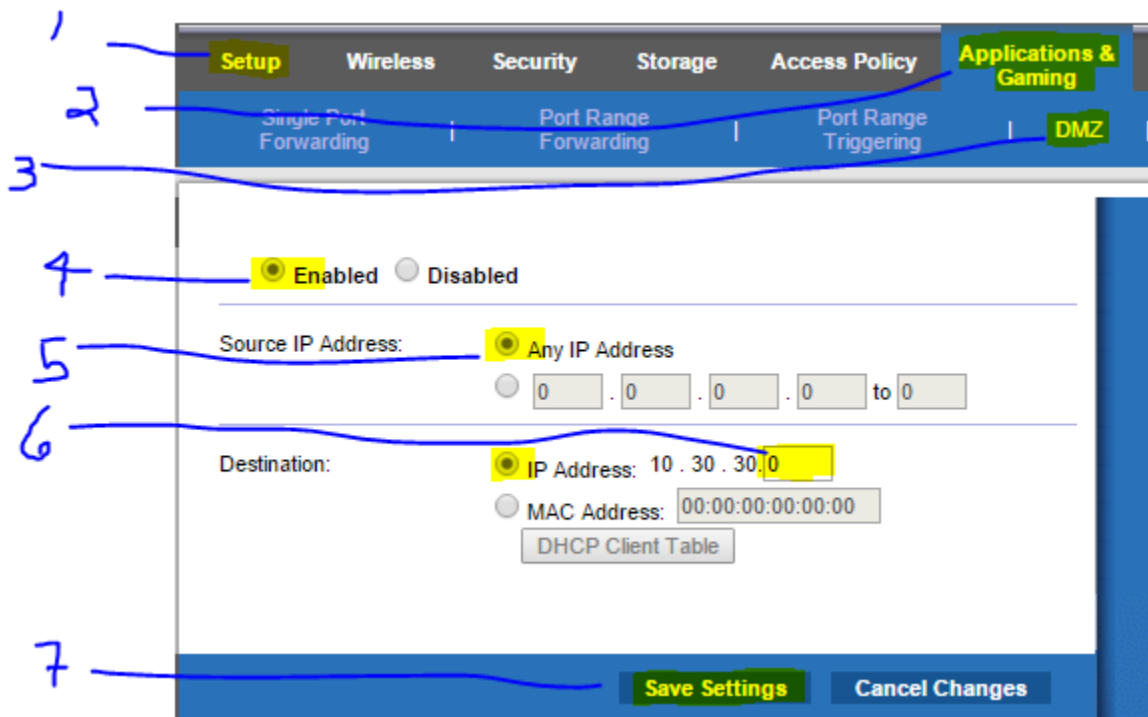 1
Setup Wireless Security Storage Access Policy Applications & Gaming
2
Single Port Forwarding | Port Range Forwarding | Port Range Triggering | DMZ |
3
4
Enabled Disabled
5
Source IP Address: Any IP Address
0 . 0 . 0 . 0 to 0
6
Destination: IP Address: 10 . 30 . 30. 0
MAC Address: 00:00:00:00:00:00
DHCP Client Table
7
Save Settings Cancel Changes